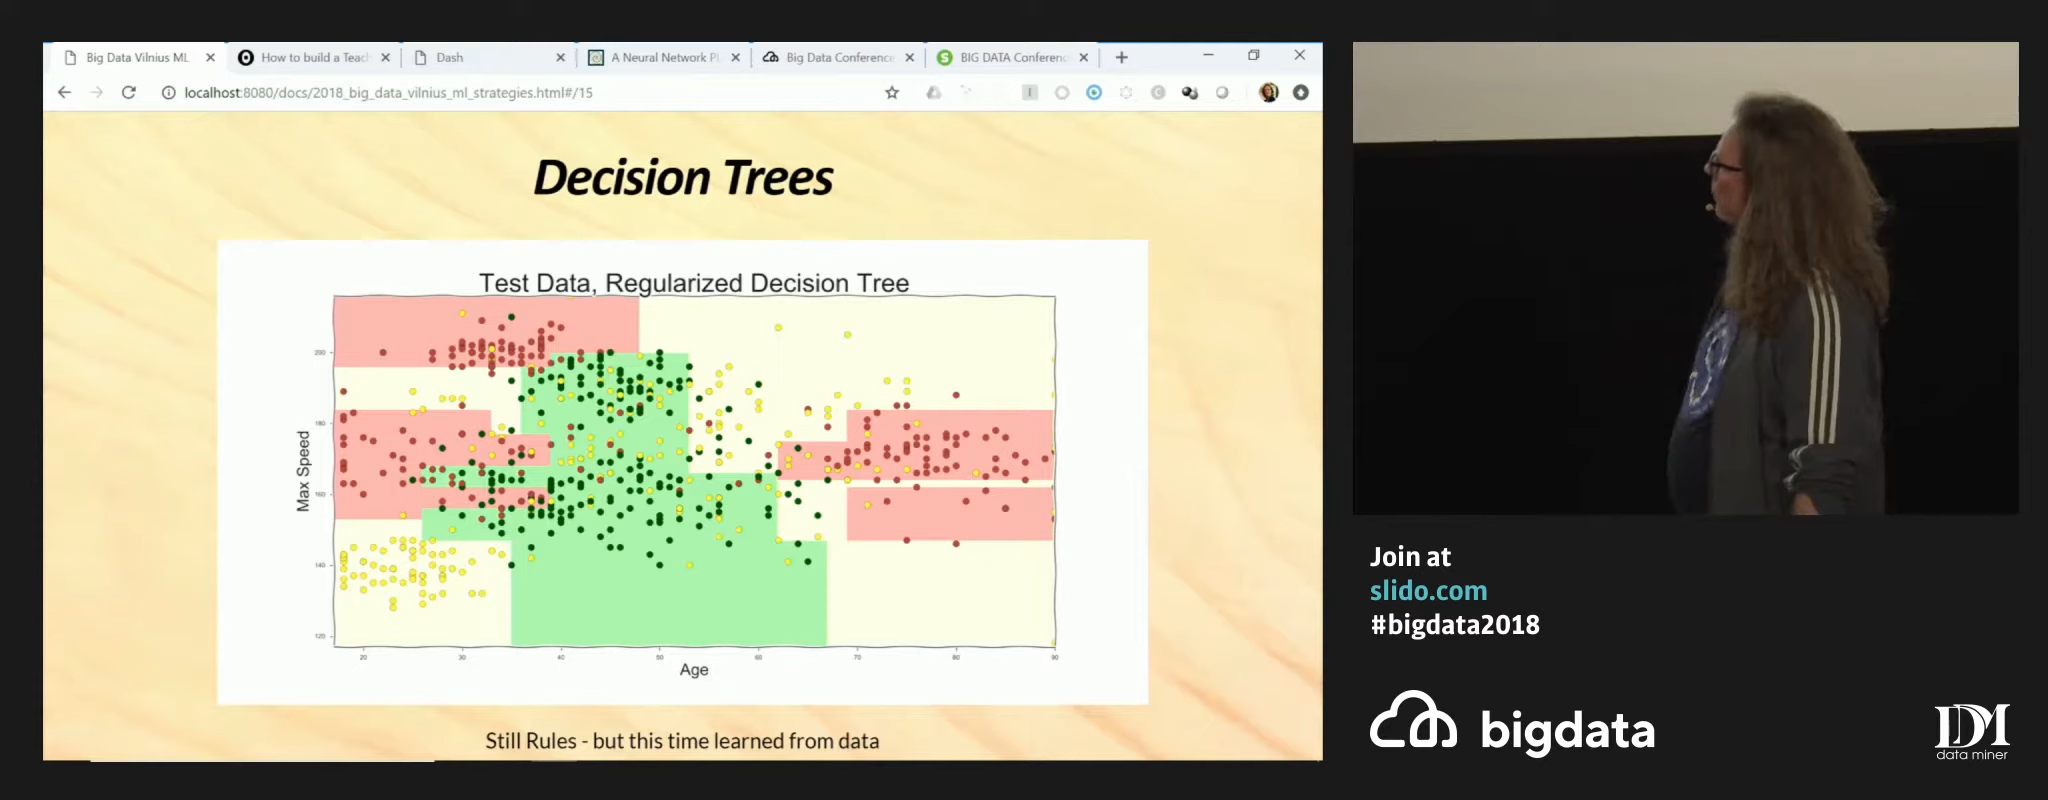 Big Data Vilnius ML
How to build a Teac
Dash
A Neural Network Pl
Big Data Conference
BIG DATA Conferenc
localhost:8080/docs/2018_big_data_vilnius_ml_strategies.html#/15
Decision Trees
Test Data, Regularized Decision Tree
Max Speed
200
180
160
140
120
20 30 40 50 60 70 80 90
Age
Still Rules - but this time learned from data
Join at
slido.com
#bigdata2018
bigdata
DM
data miner